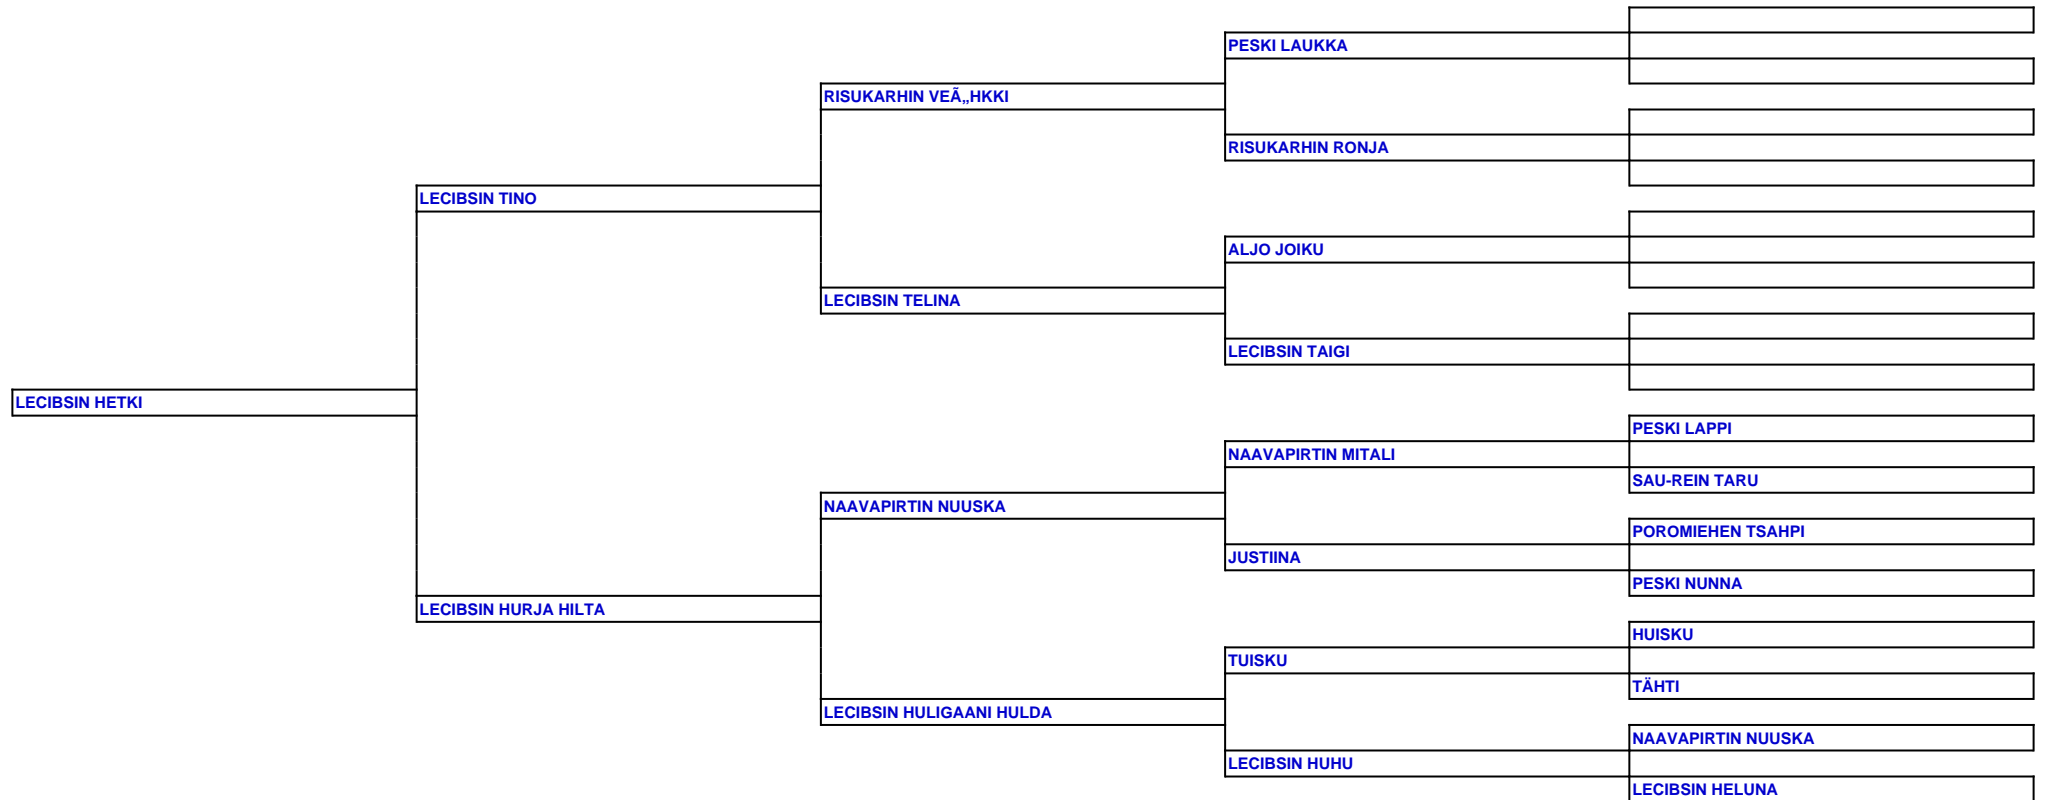 PESKI LAUKKA
RISUKARHIN VEÃ„HKKI
RISUKARHIN RONJA
LECIBSIN TINO
ALJO JOIKU
LECIBSIN TELINA
LECIBSIN TAIGI
LECIBSIN HETKI
PESKI LAPPI
NAAVAPIRTIN MITALI
SAU-REIN TARU
NAAVAPIRTIN NUUSKA
POROMIEHEN TSAHPI
JUSTIINA
PESKI NUNNA
LECIBSIN HURJA HILTA
HUISKU
TUISKU
TÄHTI
LECIBSIN HULIGAANI HULDA
NAAVAPIRTIN NUUSKA
LECIBSIN HUHU
LECIBSIN HELUNA